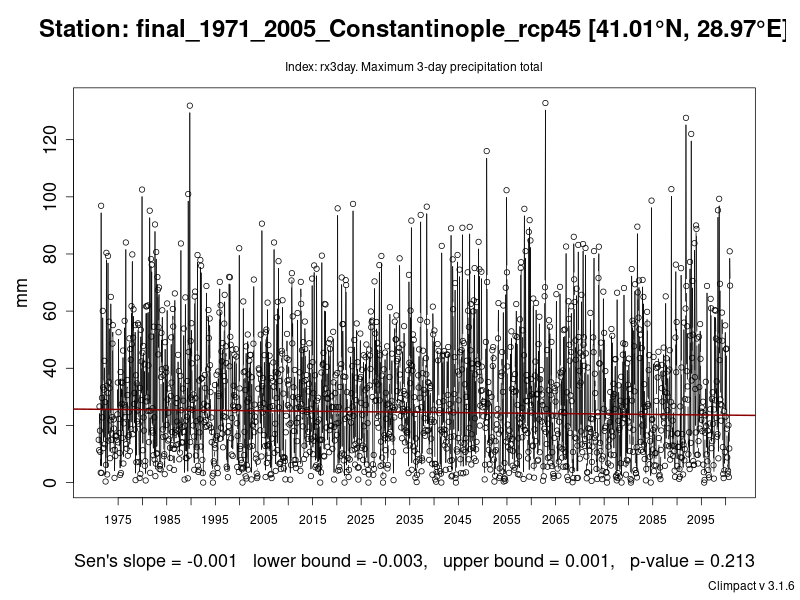 Station: final_1971_2005_Constantinople_rcp45 [41.01°N, 28.97°E]
Index: rx3day. Maximum 3-day precipitation total
mm
120
100
80
60
40
20
0
1975 1985 1995 2005 2015 2025 2035 2045 2055 2065 2075 2085 2095
Sen's slope = -0.001 lower bound = -0.003, upper bound = 0.001, p-value = 0.213
Climpact v 3.1.6